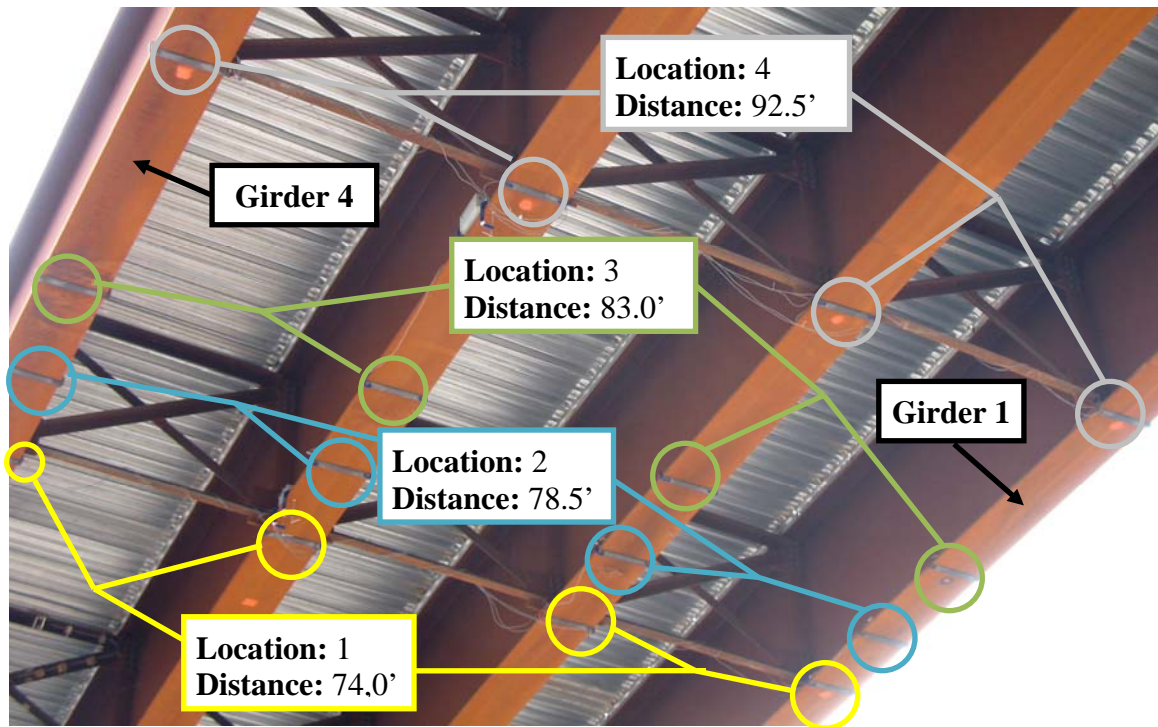 Location: 4
Distance: 92.5’
Girder 4
Location: 3
Distance: 83.0’
Girder 1
Location: 2
Distance: 78.5’
Location: 1
Distance: 74,0’